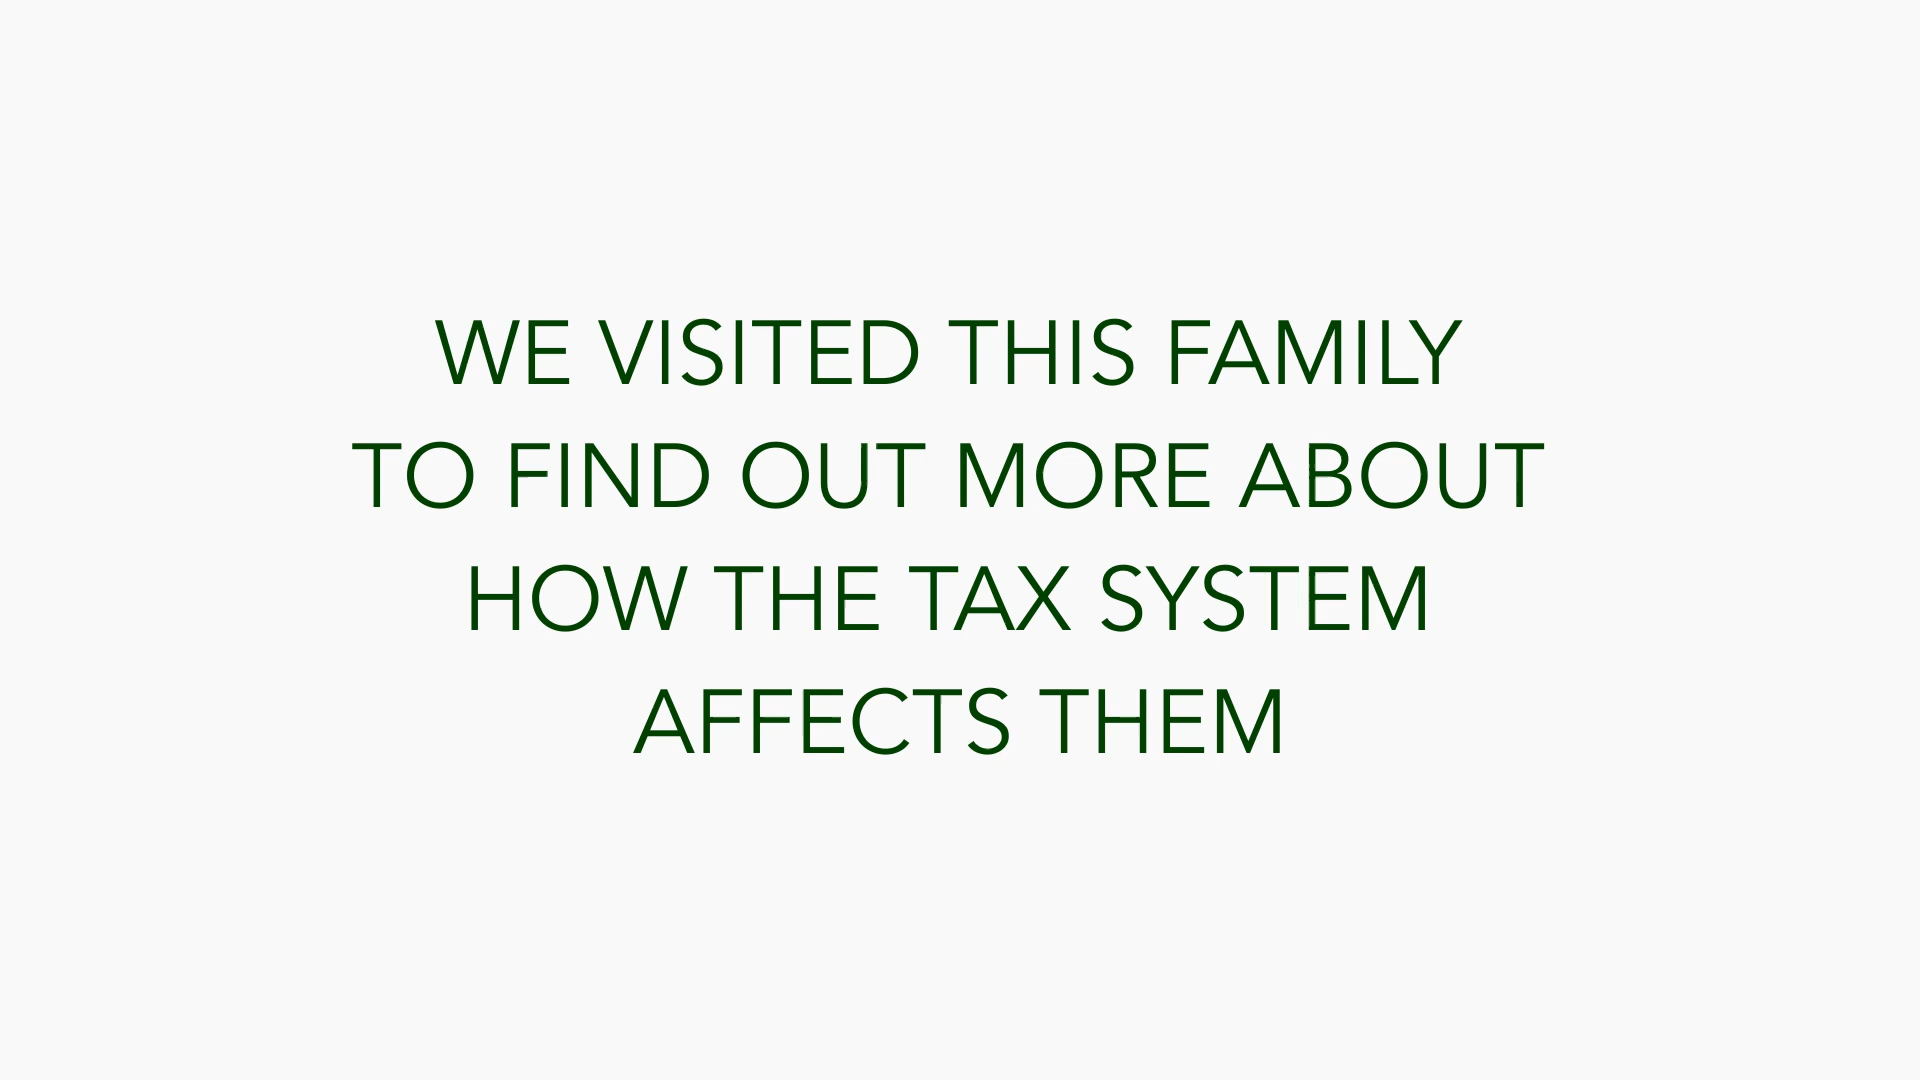 WE VISITED THIS FAMILY
TO FIND OUT MORE ABOUT
HOW THE TAX SYSTEM
AFFECTS THEM